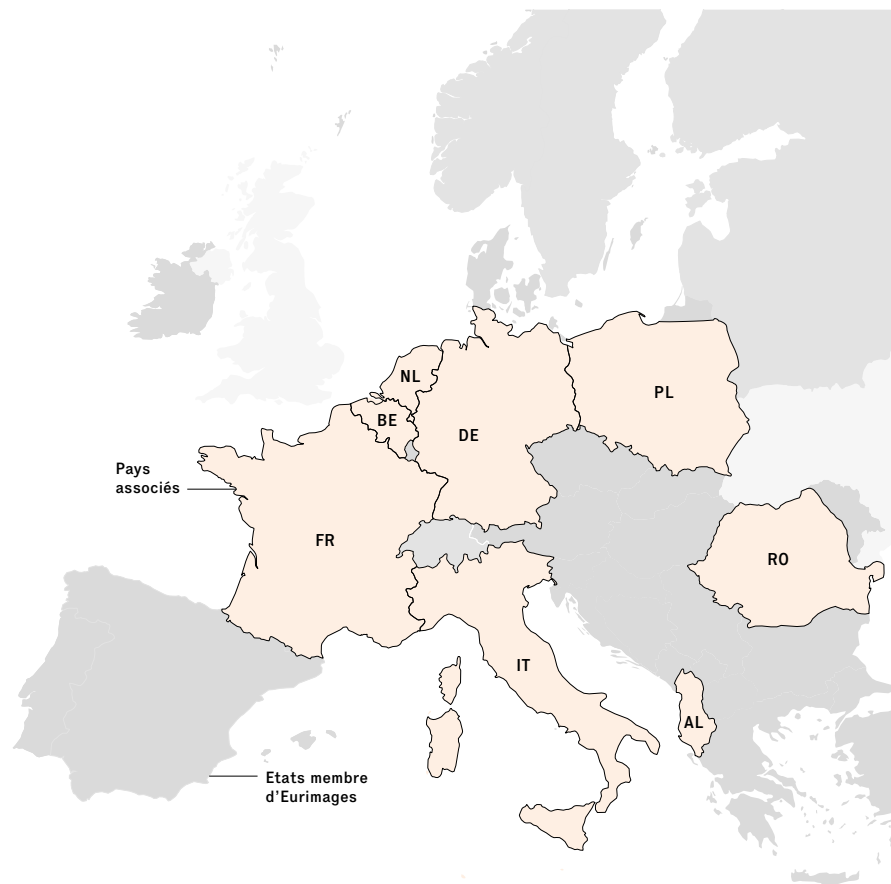 NL
PL
BE
DE
Pays
associés
FR
RO
IT
AL
Etats membre
d'Eurimages